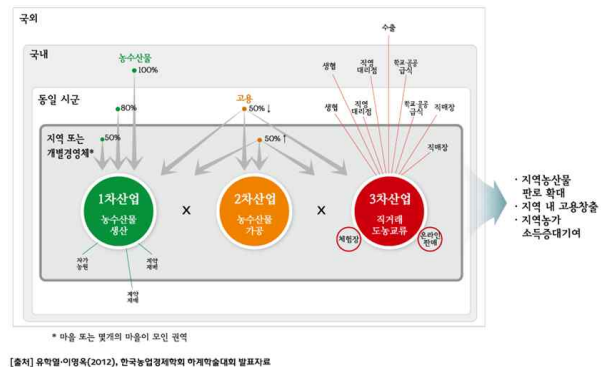 국외
수출
국내
농수산물
100%
생협
직영
대리점
학교·공공
급식
동일 시군
고용
80%
50% ↓
생협
직영
대리점
학교·공공
급식
직매장
지역 또는
개별경영체*
50%
50% ↑
직매장
1차산업
농수산물
생산
x
2차산업
농수산물
가공
x
3차산업
직거래
도농교류
체험장
온라인
판매
자가
농원
계약
재배
계약
재배
· 지역농산물
판로 확대
· 지역 내 고용창출
· 지역농가
소득증대기여
* 마을 또는 몇개의 마을이 모인 권역
[출처] 유학열·이영옥(2012), 한국농업경제학회 하계학술대회 발표자료